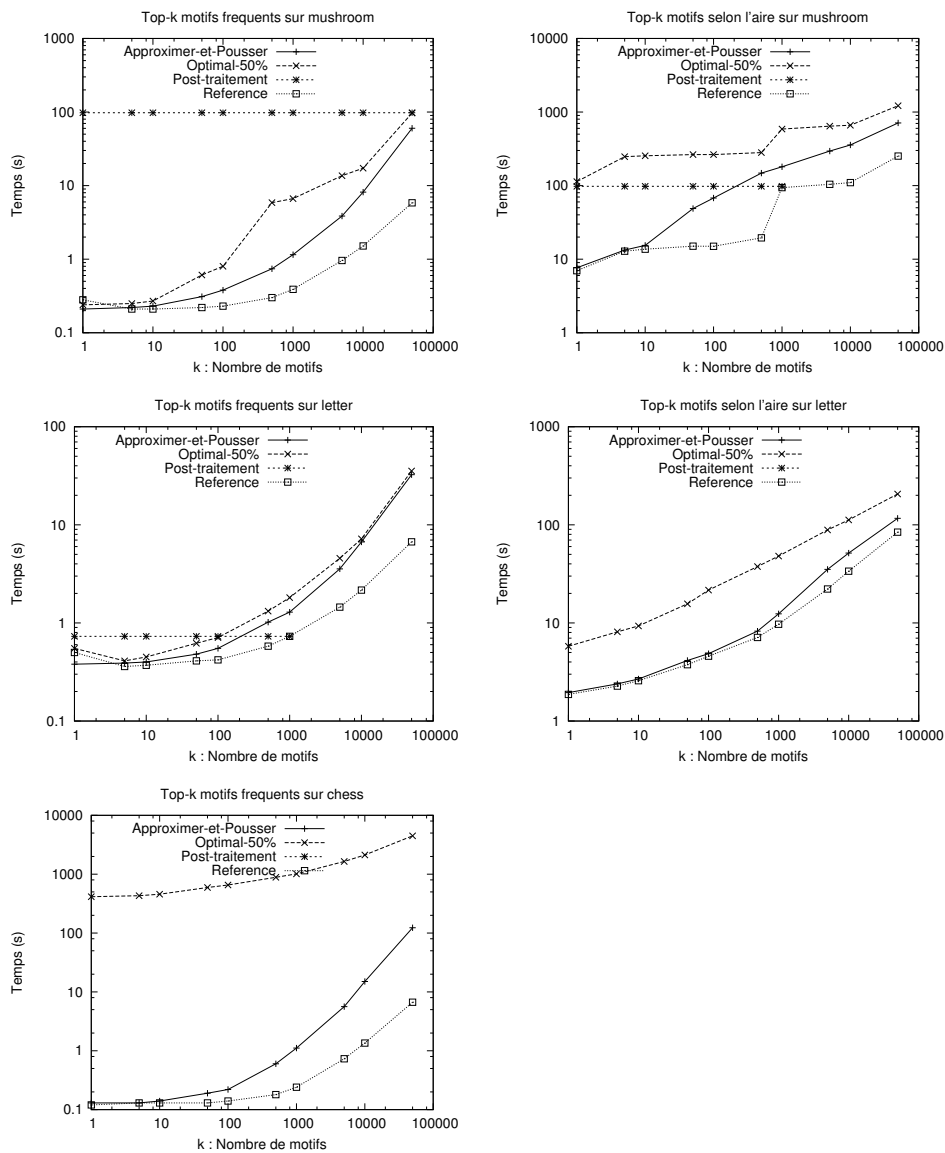 Top-k motifs frequents sur mushroom
1000
100
10
1
0.1
Temps (s)
Approximer-et-Pousser
Optimal-50%
Post-traitement
Reference
1 10 100 1000 10000 100000
k : Nombre de motifs
Top-k motifs selon l'aire sur mushroom
10000
1000
100
10
1
Temps (s)
Approximer-et-Pousser
Optimal-50%
Post-traitement
Reference
1 10 100 1000 10000 100000
k : Nombre de motifs
Top-k motifs frequents sur letter
100
10
1
0.1
Temps (s)
Approximer-et-Pousser
Optimal-50%
Post-traitement
Reference
1 10 100 1000 10000 100000
k : Nombre de motifs
Top-k motifs selon l'aire sur letter
1000
100
10
1
Temps (s)
Approximer-et-Pousser
Optimal-50%
Post-traitement
Reference
1 10 100 1000 10000 100000
k : Nombre de motifs
Top-k motifs frequents sur chess
10000
1000
100
10
1
0.1
Temps (s)
Approximer-et-Pousser
Optimal-50%
Post-traitement
Reference
1 10 100 1000 10000 100000
k : Nombre de motifs